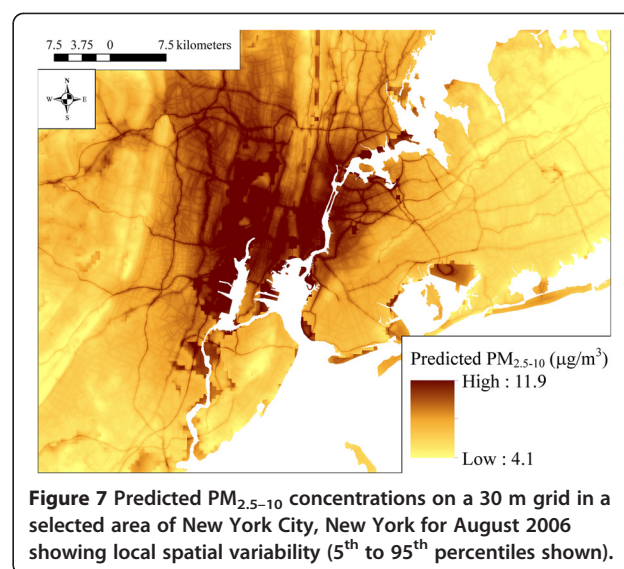 7.5 3.75 0 7.5 kilometers
N
W E
S
Predicted PM2.5-10 (µg/m³)
High : 11.9
Low : 4.1
Figure 7 Predicted PM2.5–10 concentrations on a 30 m grid in a
selected area of New York City, New York for August 2006
showing local spatial variability (5th to 95th percentiles shown).